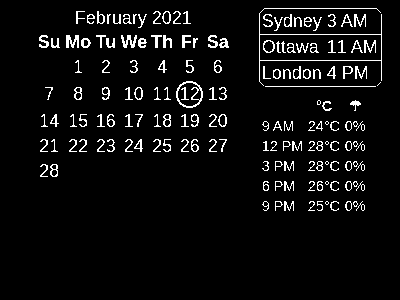 February 2021
Su Mo Tu We Th Fr Sa
1 2 3 4 5 6
7 8 9 10 11 12 13
14 15 16 17 18 19 20
21 22 23 24 25 26 27
28
Sydney 3 AM
Ottawa 11 AM
London 4 PM
°C
9 AM 24°C 0%
12 PM 28°C 0%
3 PM 28°C 0%
6 PM 26°C 0%
9 PM 25°C 0%